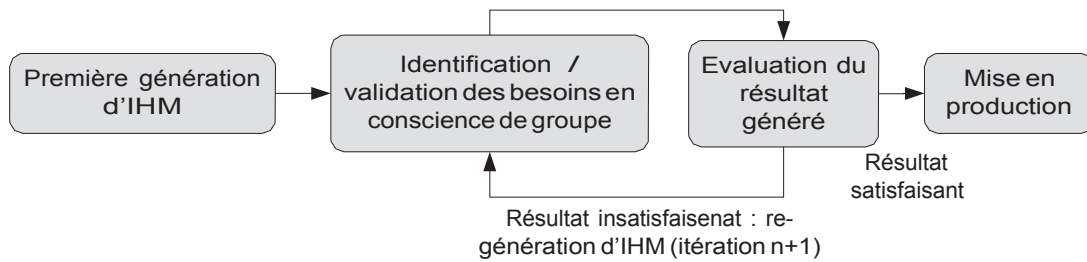 Première génération
d'IHM
Identification /
validation des besoins en
conscience de groupe
Evaluation du
résultat
généré
Mise en
production
Résultat
satisfaisant
Résultat insatisfaisenat : re-
génération d'IHM (itération n+1)